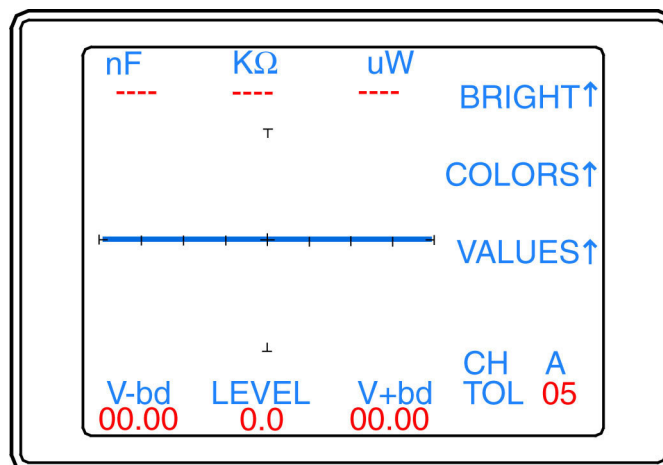 nF KΩ uW
---- ---- ----
BRIGHT↑
COLORS↑
VALUES↑
CH A
V-bd LEVEL V+bd TOL 05
00.00 0.0 00.00